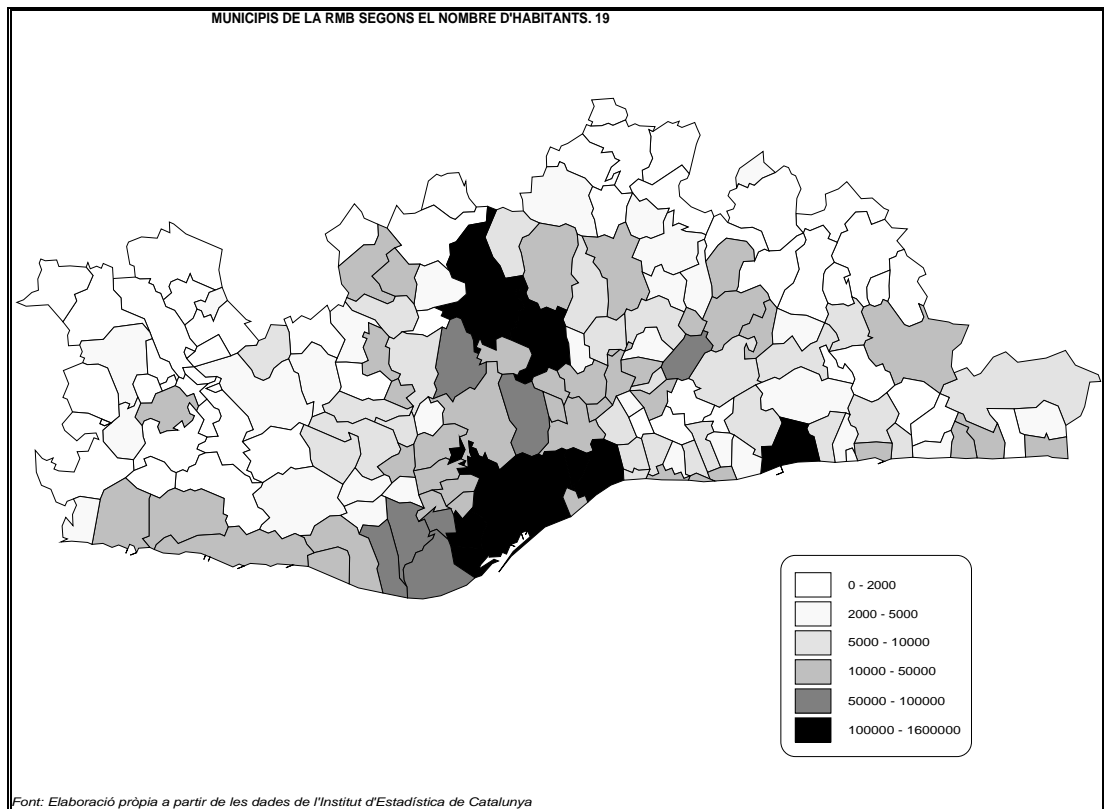 MUNICIPIS DE LA RMB SEGONS EL NOMBRE D'HABITANTS. 19
0 - 2000
2000 - 5000
5000 - 10000
10000 - 50000
50000 - 100000
100000 - 1600000
Font: Elaboració pròpia a partir de les dades de l'Institut d'Estadística de Catalunya